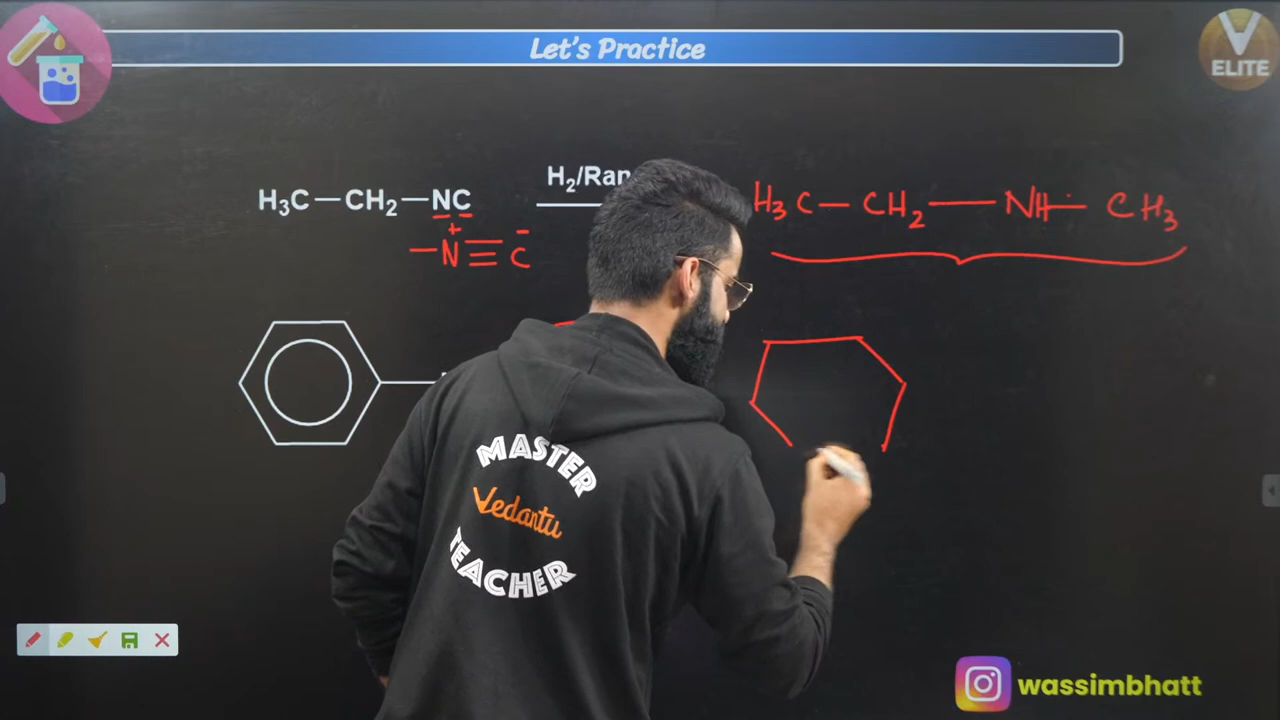 Let's Practice
V
ELITE
H₂/Ran
H₃C—CH₂—NC
H₃C—CH₂—NH—CH₃
—N⁺≡C⁻
MASTER
Vedantu
TEACHER
wassimbhatt